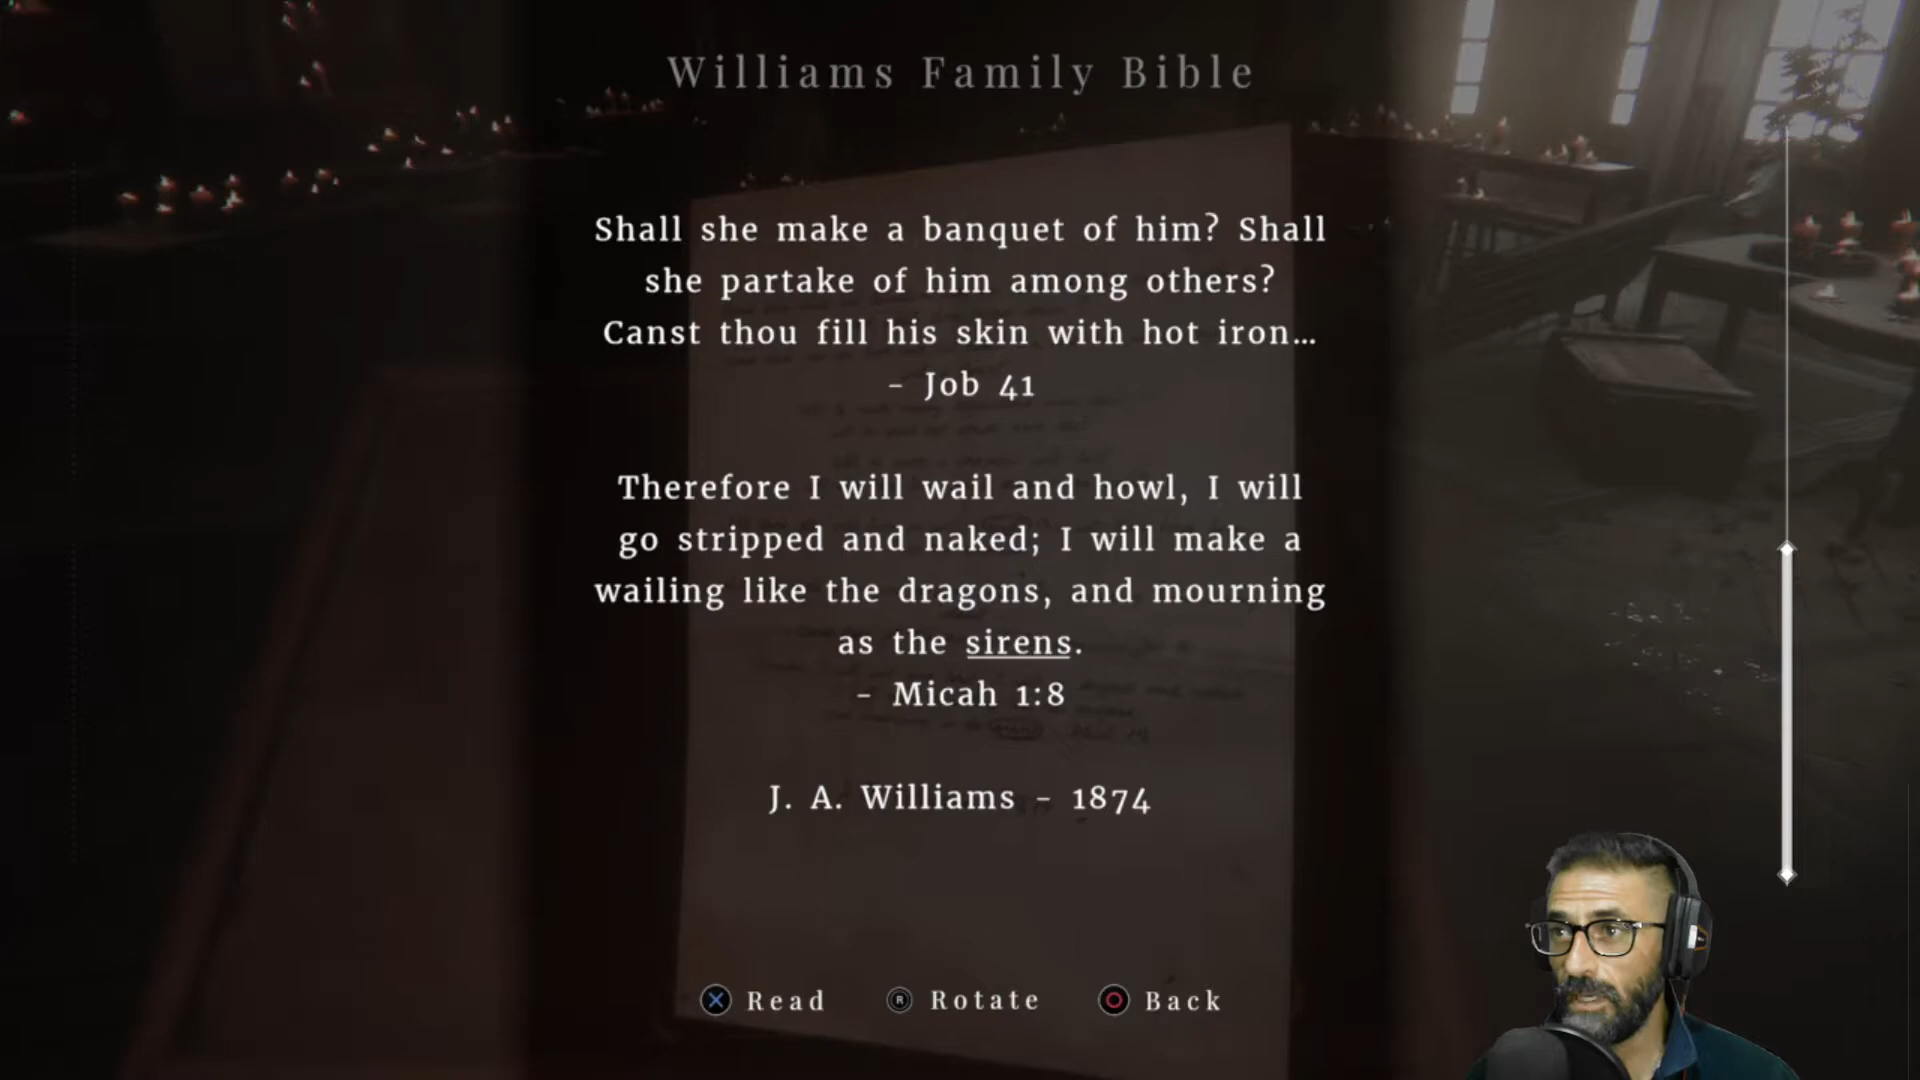 Williams Family Bible
Shall she make a banquet of him? Shall
she partake of him among others?
Canst thou fill his skin with hot iron...
- Job 41
Therefore I will wail and howl, I will
go stripped and naked; I will make a
wailing like the dragons, and mourning
as the sirens.
- Micah 1:8
J. A. Williams - 1874
Read
R Rotate
Back